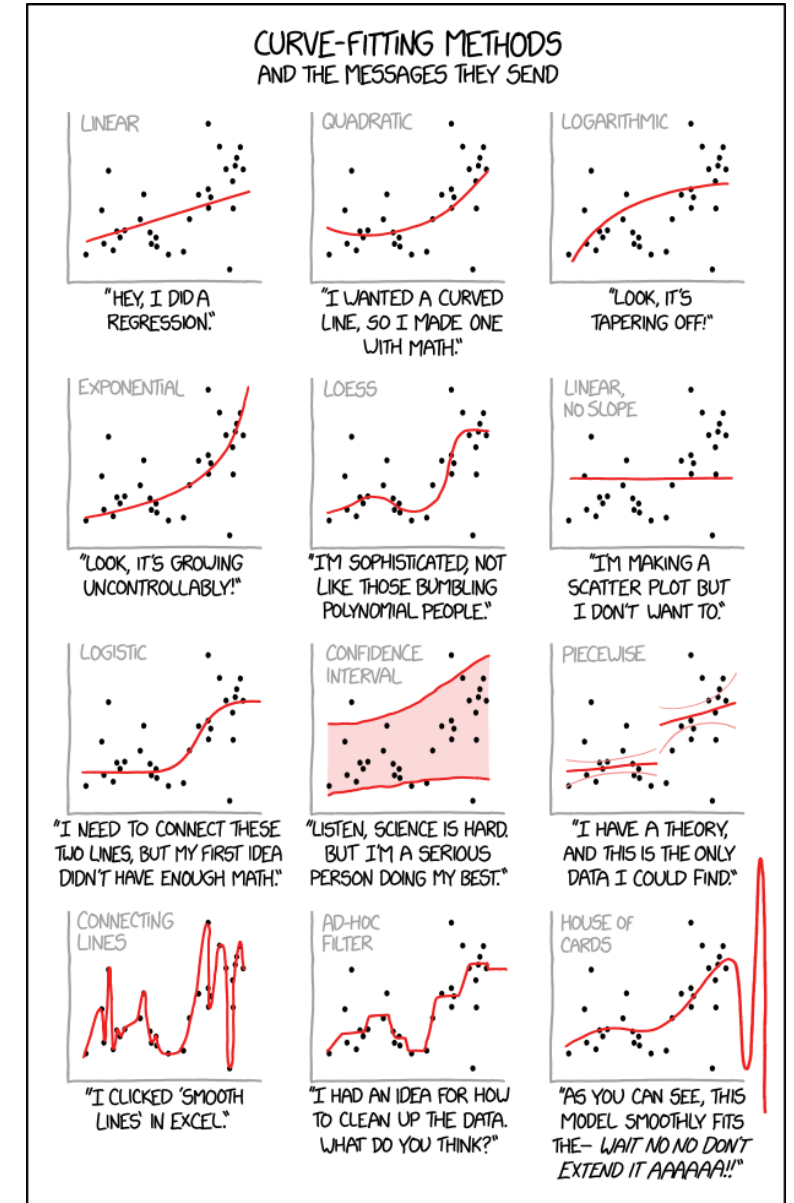 CURVE-FITTING METHODS
AND THE MESSAGES THEY SEND
LINEAR
"HEY, I DID A
REGRESSION."
QUADRATIC
"I WANTED A CURVED
LINE, SO I MADE ONE
WITH MATH."
LOGARITHMIC
"LOOK, IT'S
TAPERING OFF!"
EXPONENTIAL
"LOOK, IT'S GROWING
UNCONTROLLABLY!"
LOESS
"I'M SOPHISTICATED, NOT
LIKE THOSE BUMBLING
POLYNOMIAL PEOPLE."
LINEAR,
NO SLOPE
"I'M MAKING A
SCATTER PLOT BUT
I DON'T WANT TO."
LOGISTIC
"I NEED TO CONNECT THESE
TWO LINES, BUT MY FIRST IDEA
DIDN'T HAVE ENOUGH MATH."
CONFIDENCE
INTERVAL
"LISTEN, SCIENCE IS HARD.
BUT I'M A SERIOUS
PERSON DOING MY BEST."
PIECEWISE
"I HAVE A THEORY,
AND THIS IS THE ONLY
DATA I COULD FIND."
CONNECTING
LINES
"I CLICKED 'SMOOTH
LINES' IN EXCEL."
AD-HOC
FILTER
"I HAD AN IDEA FOR HOW
TO CLEAN UP THE DATA.
WHAT DO YOU THINK?"
HOUSE OF
CARDS
"AS YOU CAN SEE, THIS
MODEL SMOOTHLY FITS
THE- WAIT NO NO DON'T
EXTEND IT AAAAAA!!"